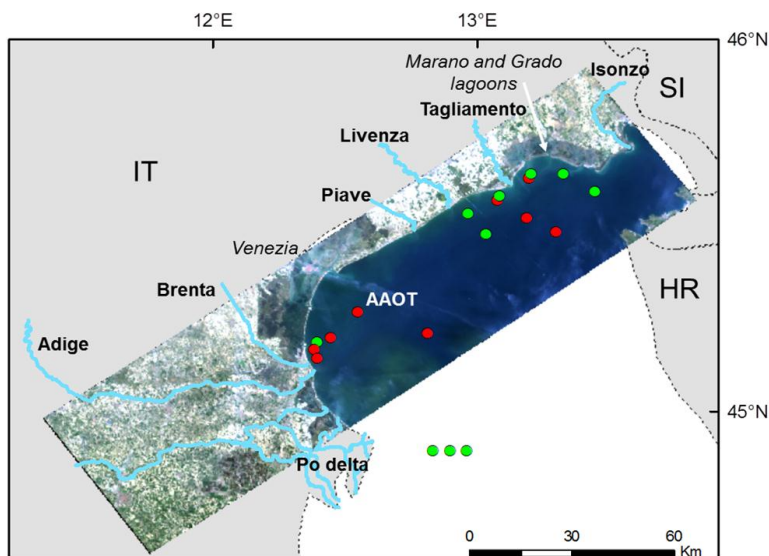 12°E
13°E
46°N
Marano and Grado
lagoons
Isonzo
SI
Tagliamento
Livenza
IT
Piave
Venezia
HR
Brenta
AAOT
Adige
45°N
Po delta
0
30
60
Km